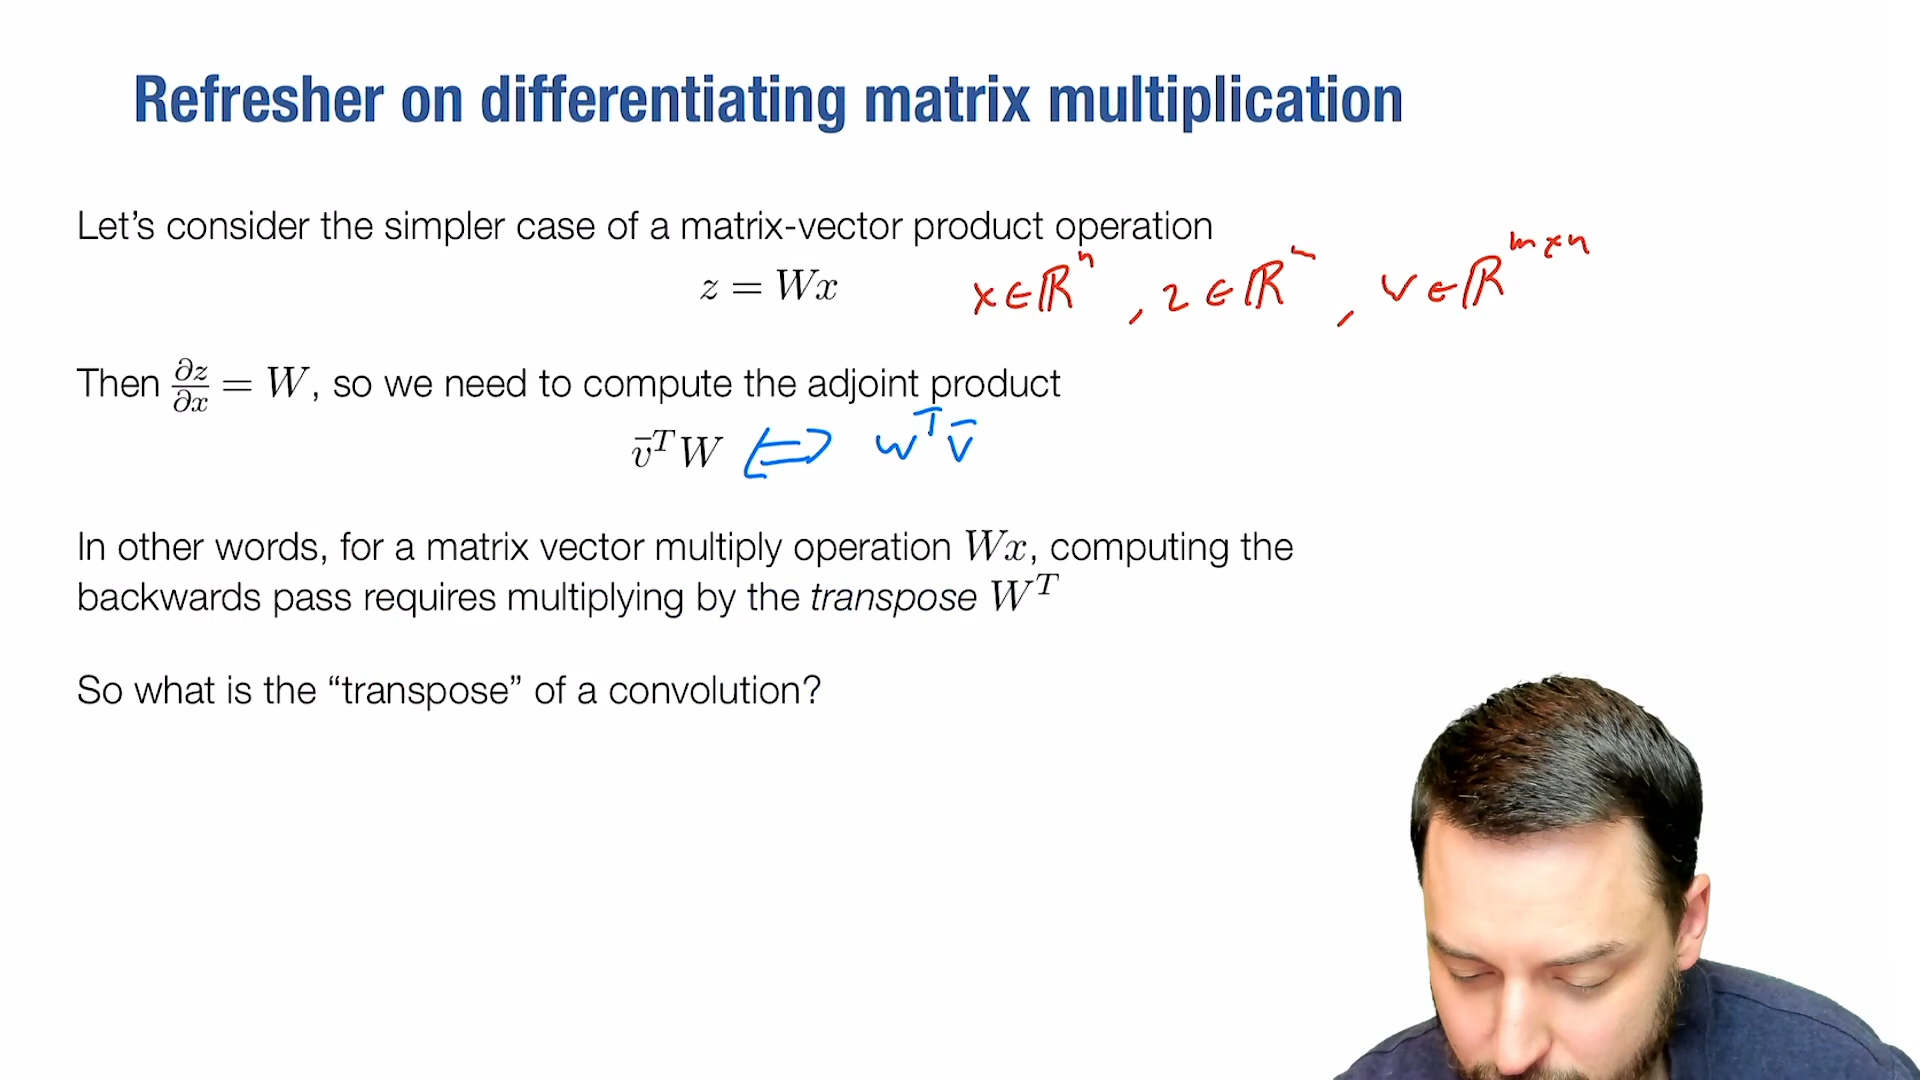 Refresher on differentiating matrix multiplication
Let's consider the simpler case of a matrix-vector product operation
z = Wx x ∈ ℝⁿ , z ∈ ℝ , W ∈ ℝᵐˣⁿ
Then ∂z/∂x = W, so we need to compute the adjoint product
v̄ᵀW ⟺ Wᵀv̄
In other words, for a matrix vector multiply operation Wx, computing the
backwards pass requires multiplying by the transpose Wᵀ
So what is the “transpose” of a convolution?